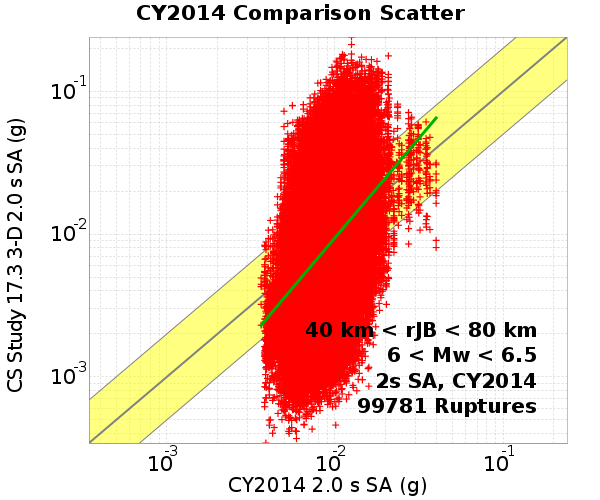 CY2014 Comparison Scatter
CS Study 17.3 3-D 2.0 s SA (g)
10-1
10-2
10-3
40 km < rJB < 80 km
6 < Mw < 6.5
2s SA, CY2014
99781 Ruptures
10-3
10-2
10-1
CY2014 2.0 s SA (g)